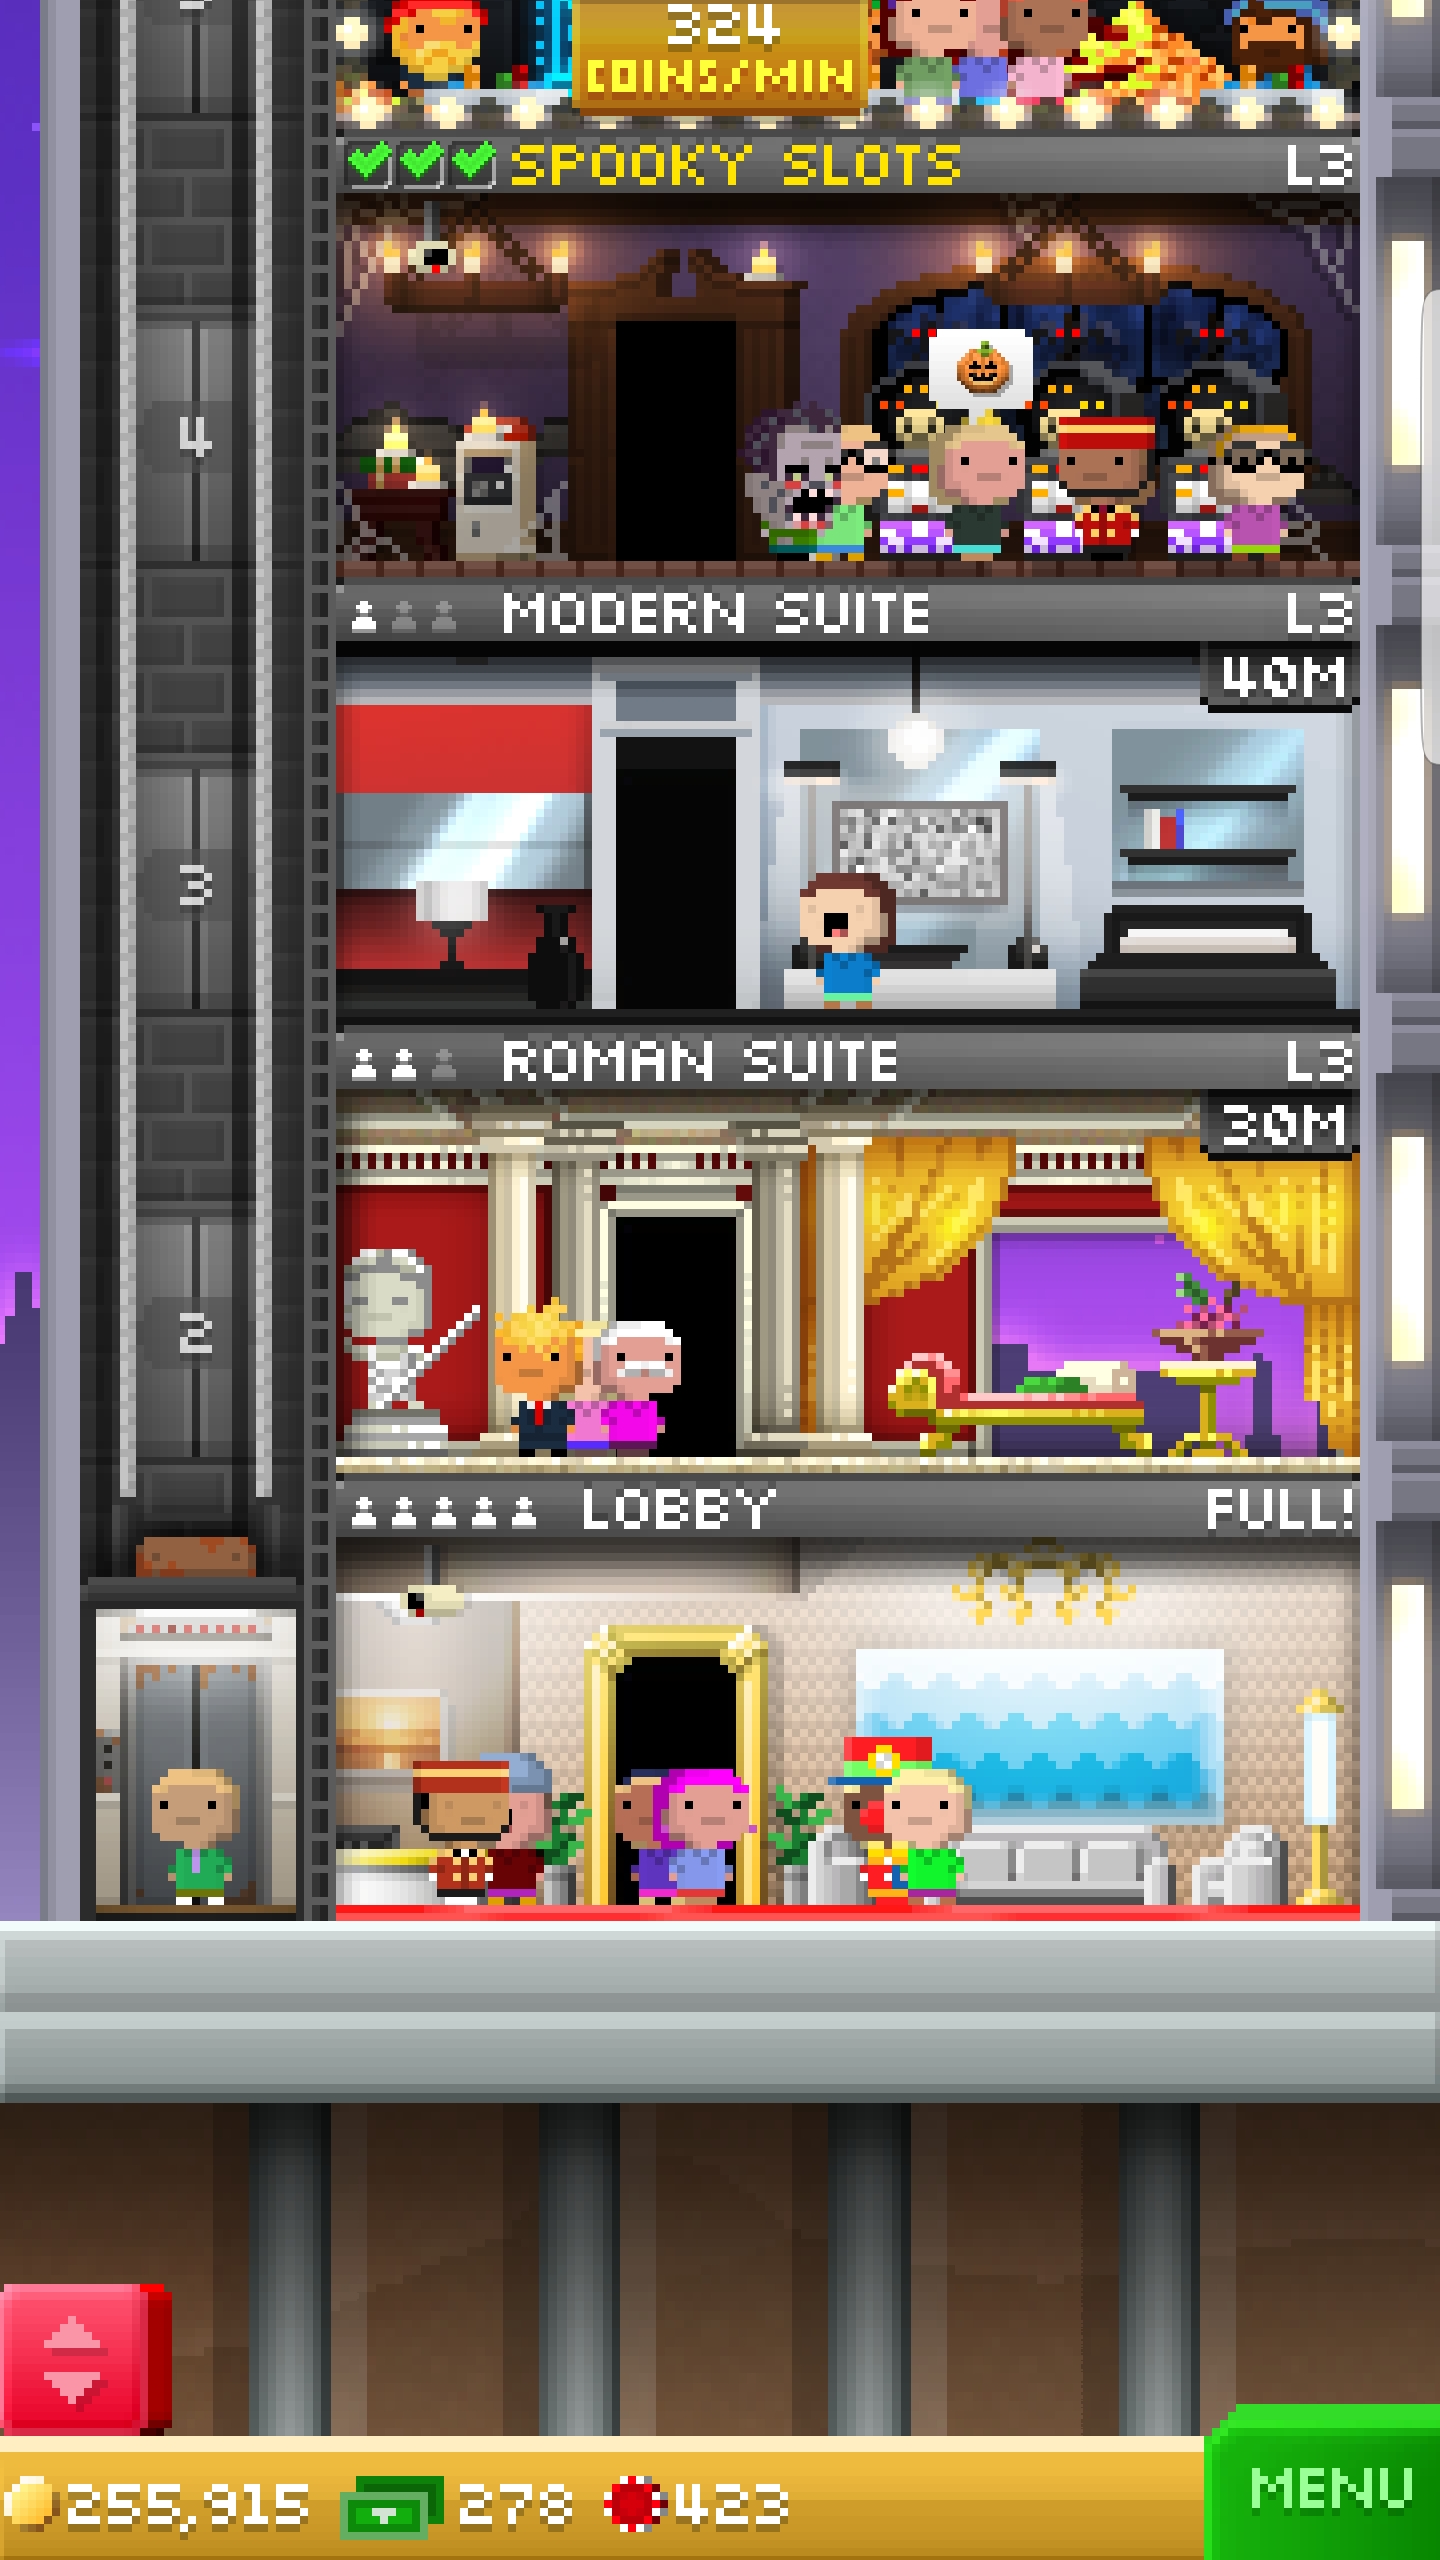 324
COINS/MIN
SPOOKY SLOTS L3
4
MODERN SUITE L3
40M
3
ROMAN SUITE L3
30M
2
LOBBY FULL!
255,915 278 423
MENU